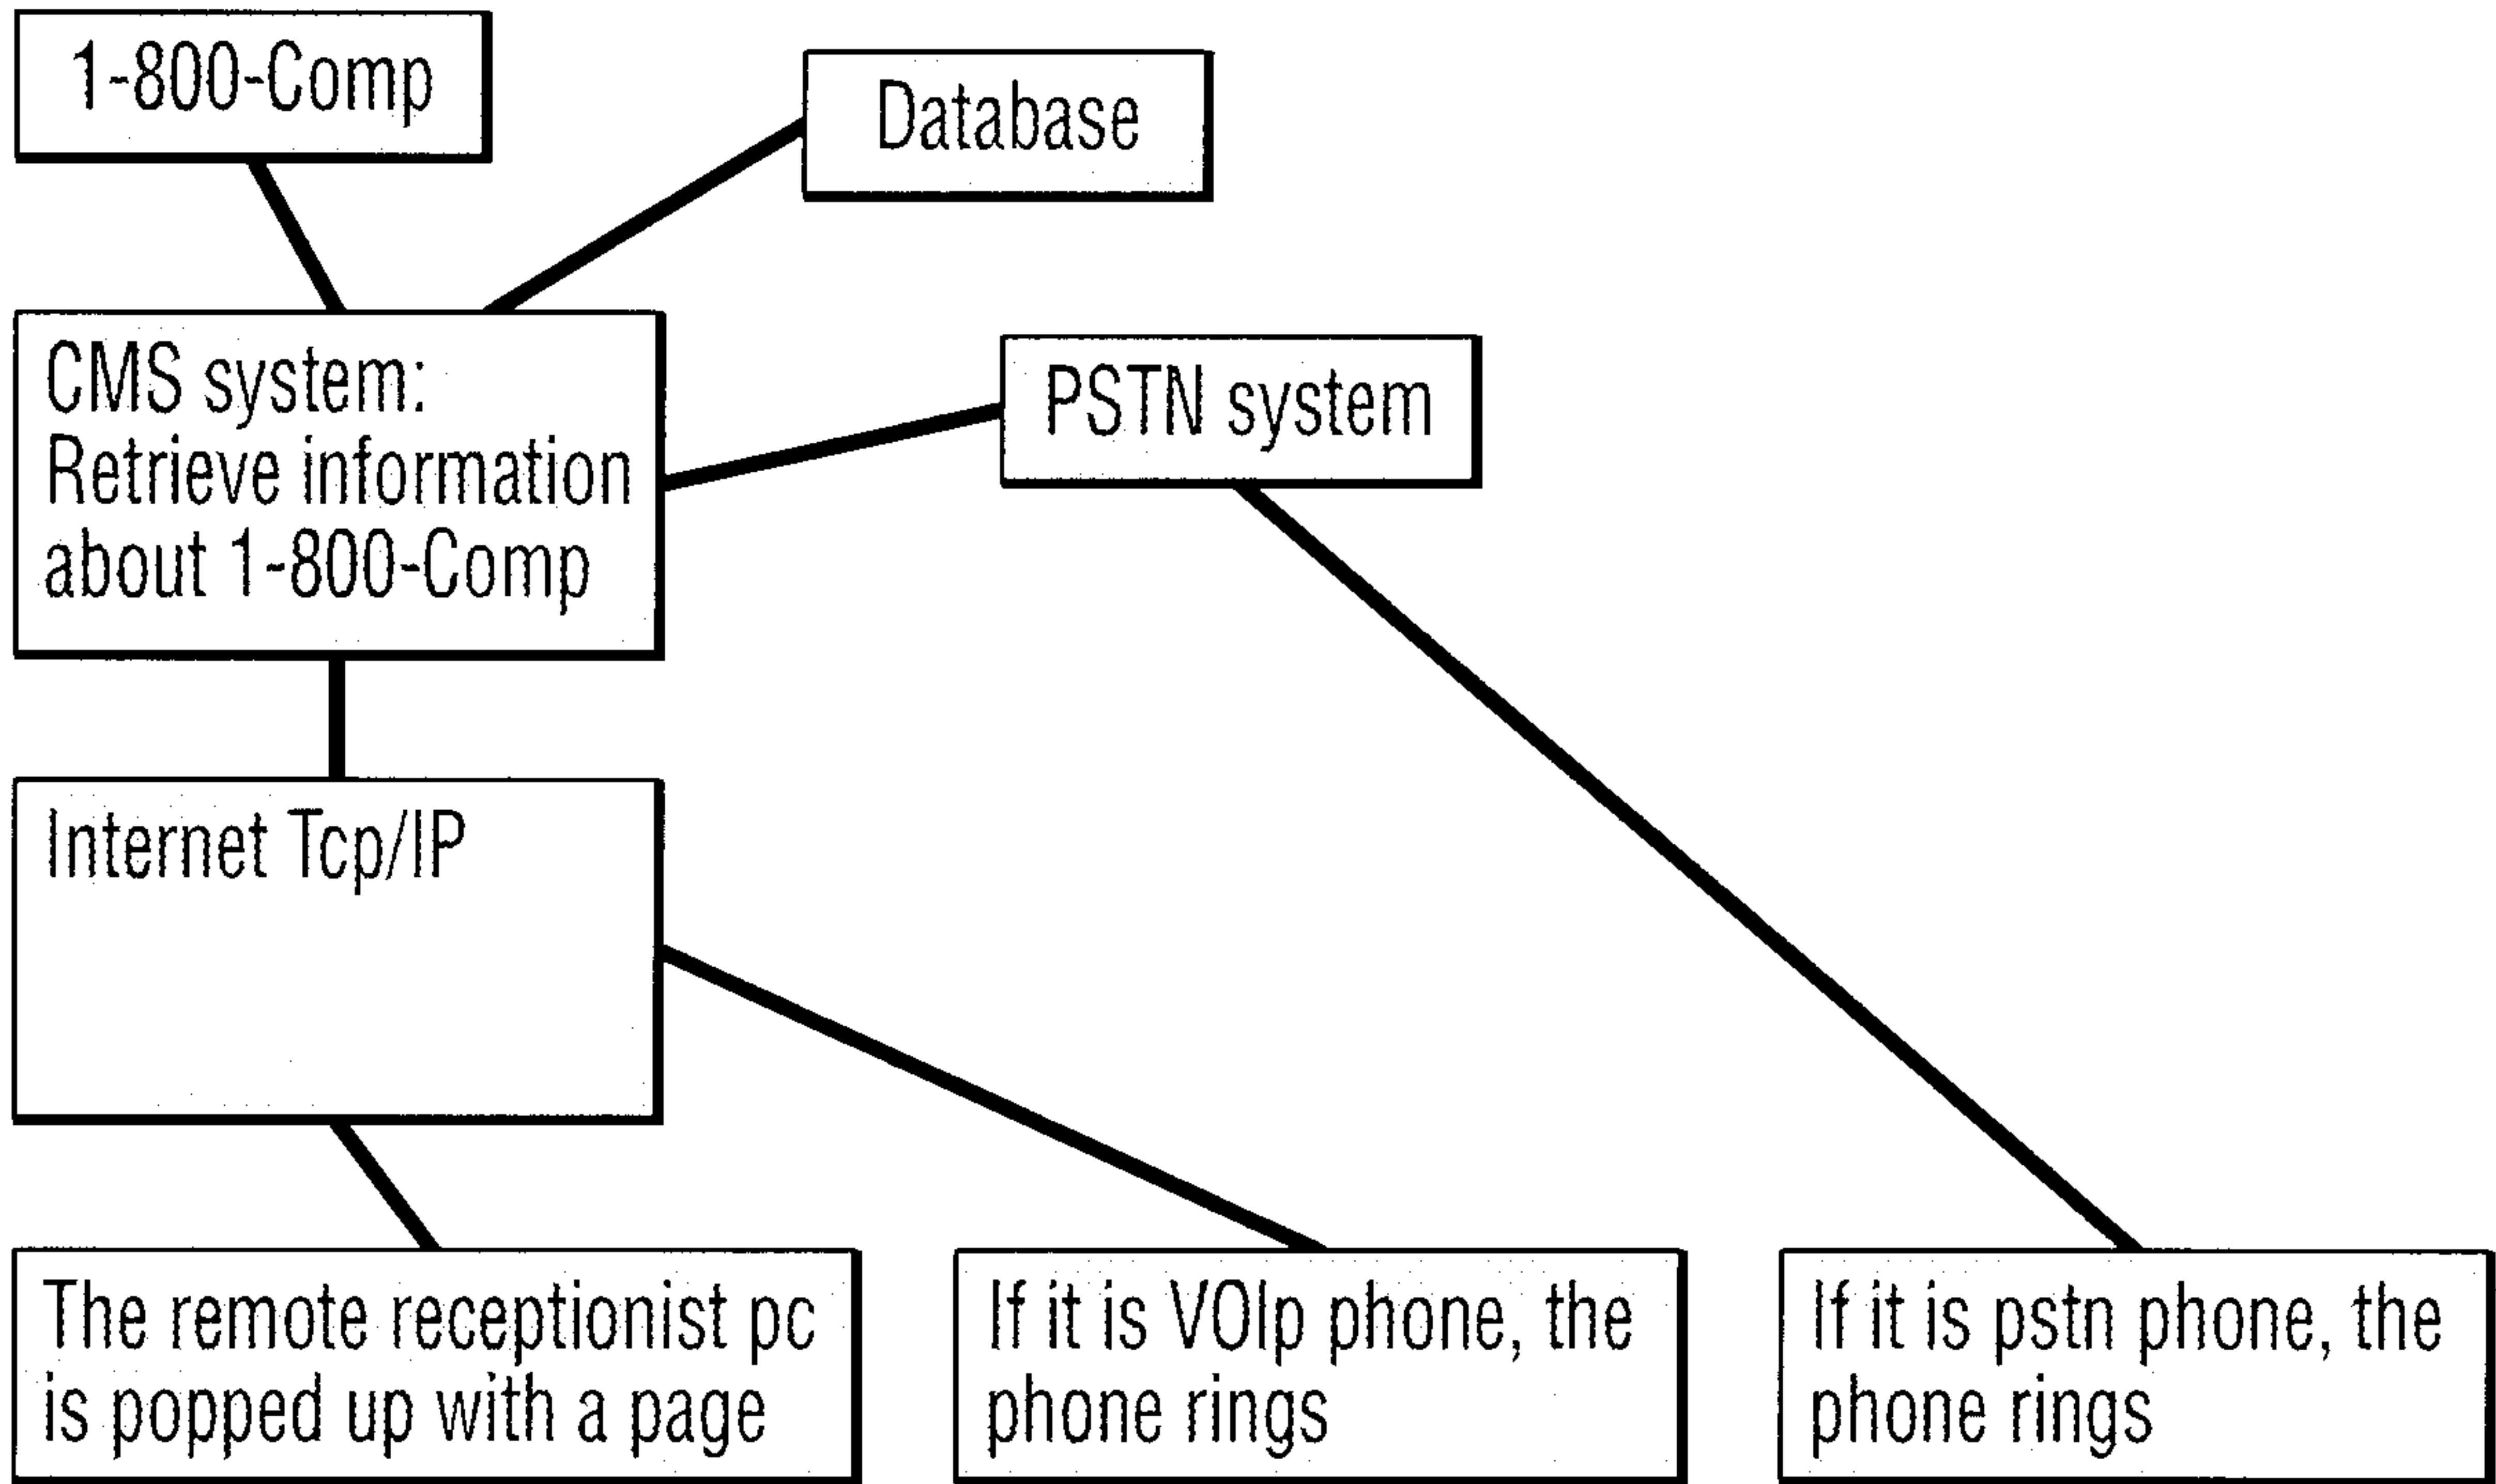 1-800-Comp
Database
CMS system:
Retrieve information
about 1-800-Comp
PSTN system
Internet Tcp/IP
The remote receptionist pc
is popped up with a page
If it is VOIp phone, the
phone rings
If it is pstn phone, the
phone rings